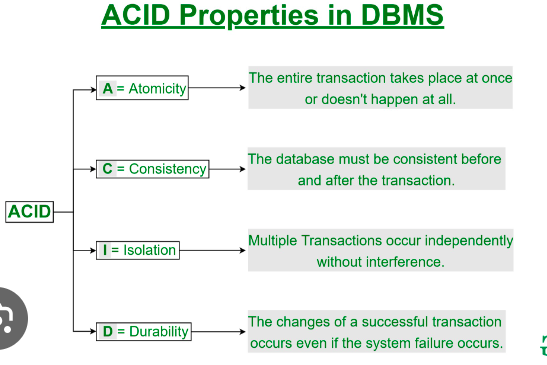 ACID Properties in DBMS
A = Atomicity
The entire transaction takes place at once
or doesn't happen at all.
C = Consistency
The database must be consistent before
and after the transaction.
ACID
I = Isolation
Multiple Transactions occur independently
without interference.
D = Durability
The changes of a successful transaction
occurs even if the system failure occurs.